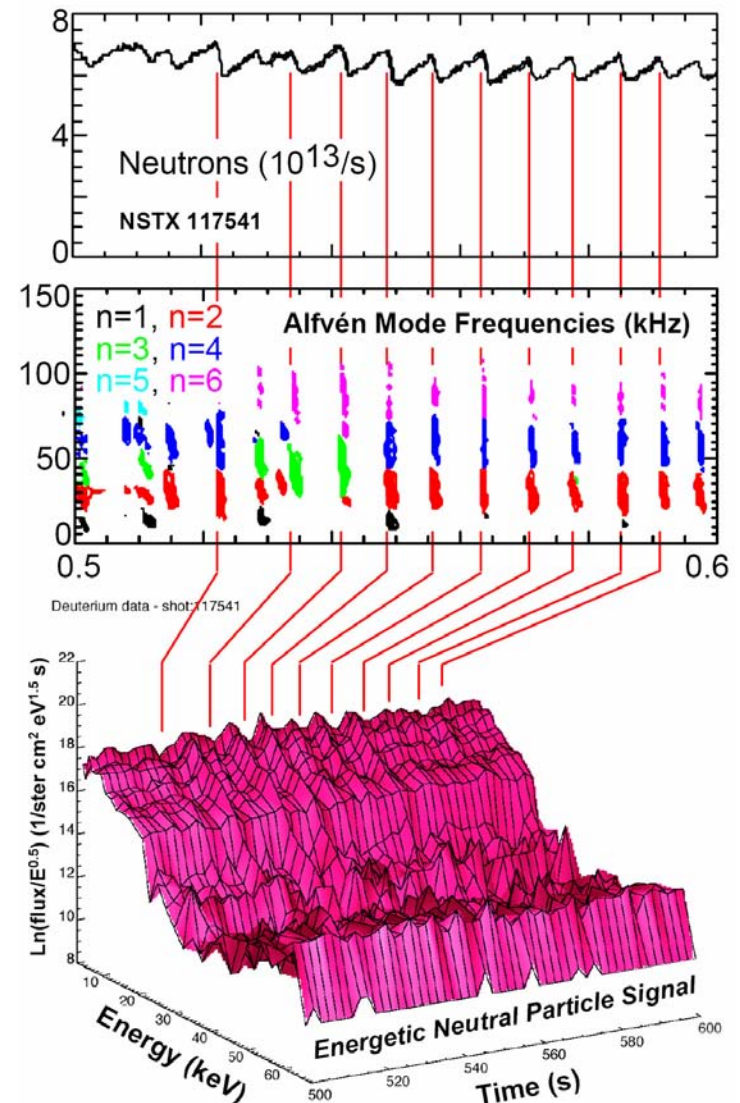 8
4
0
Neutrons (10¹³/s)
NSTX 117541
150
100
50
0
n=1, n=2
n=3, n=4
n=5, n=6
Alfvén Mode Frequencies (kHz)
0.5
0.6
Deuterium data - shot:117541
22
20
18
16
14
12
10
8
Ln(flux/E⁰·⁵) (1/ster cm² eV¹·⁵ s)
10
20
30
40
50
60
Energy (keV)
Energetic Neutral Particle Signal
500
520
540
560
580
600
Time (s)